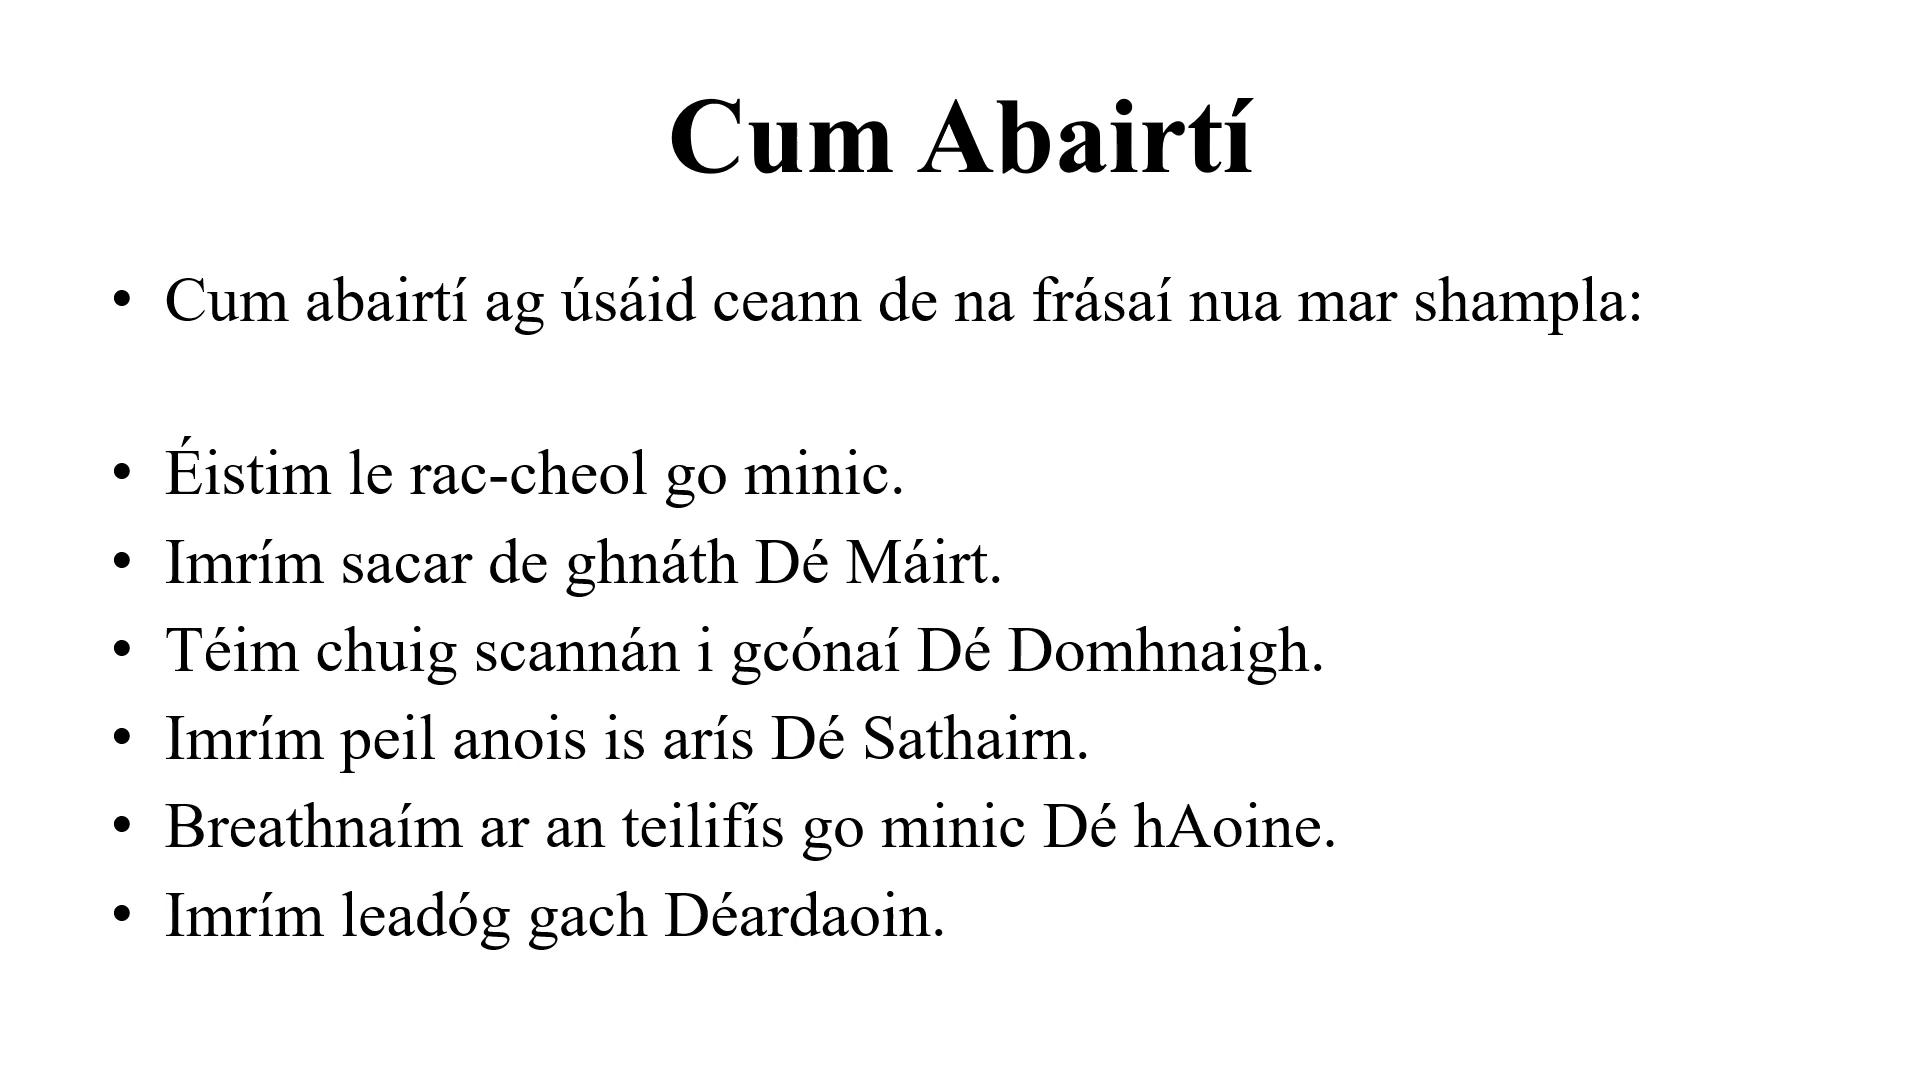 Cum Abairtí
• Cum abairtí ag úsáid ceann de na frásaí nua mar shampla:
• Éistim le rac-cheol go minic.
• Imrím sacar de ghnáth Dé Máirt.
• Téim chuig scannán i gcónaí Dé Domhnaigh.
• Imrím peil anois is arís Dé Sathairn.
• Breathnaím ar an teilifís go minic Dé hAoine.
• Imrím leadóg gach Déardaoin.